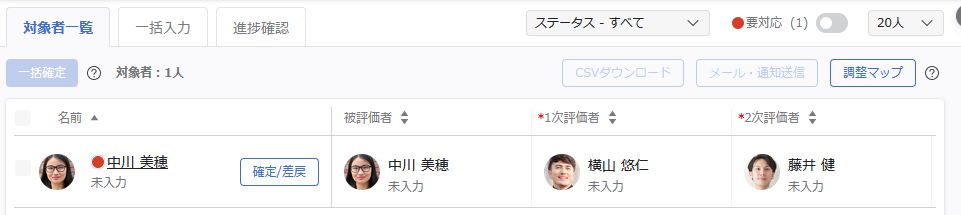 対象者一覧 一括入力 進捗確認 ステータス - すべて 要対応 (1) 20人
一括確定 ? 対象者：1人 CSVダウンロード メール・通知送信 調整マップ ?
名前 被評価者 *1次評価者 *2次評価者
中川 美穂 確定/差戻 中川 美穂 横山 悠仁 藤井 健
未入力 未入力 未入力 未入力